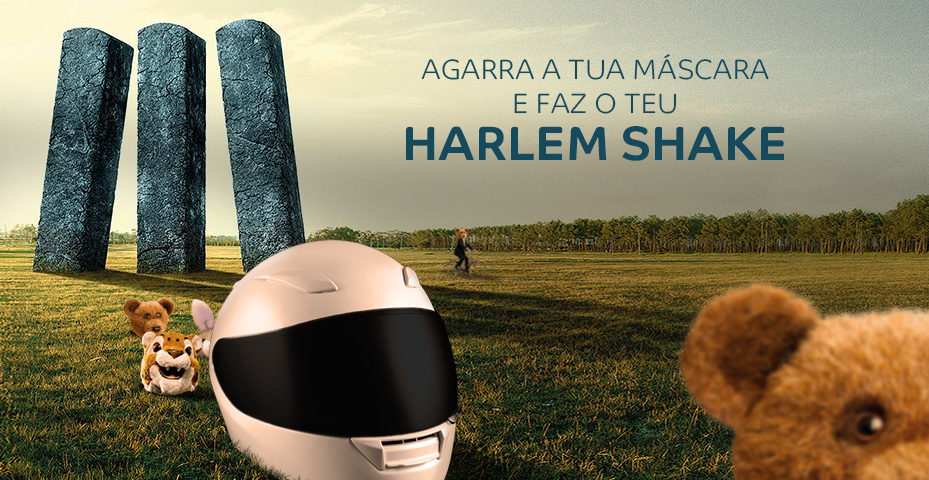 AGARRA A TUA MÁSCARA
E FAZ O TEU
HARLEM SHAKE